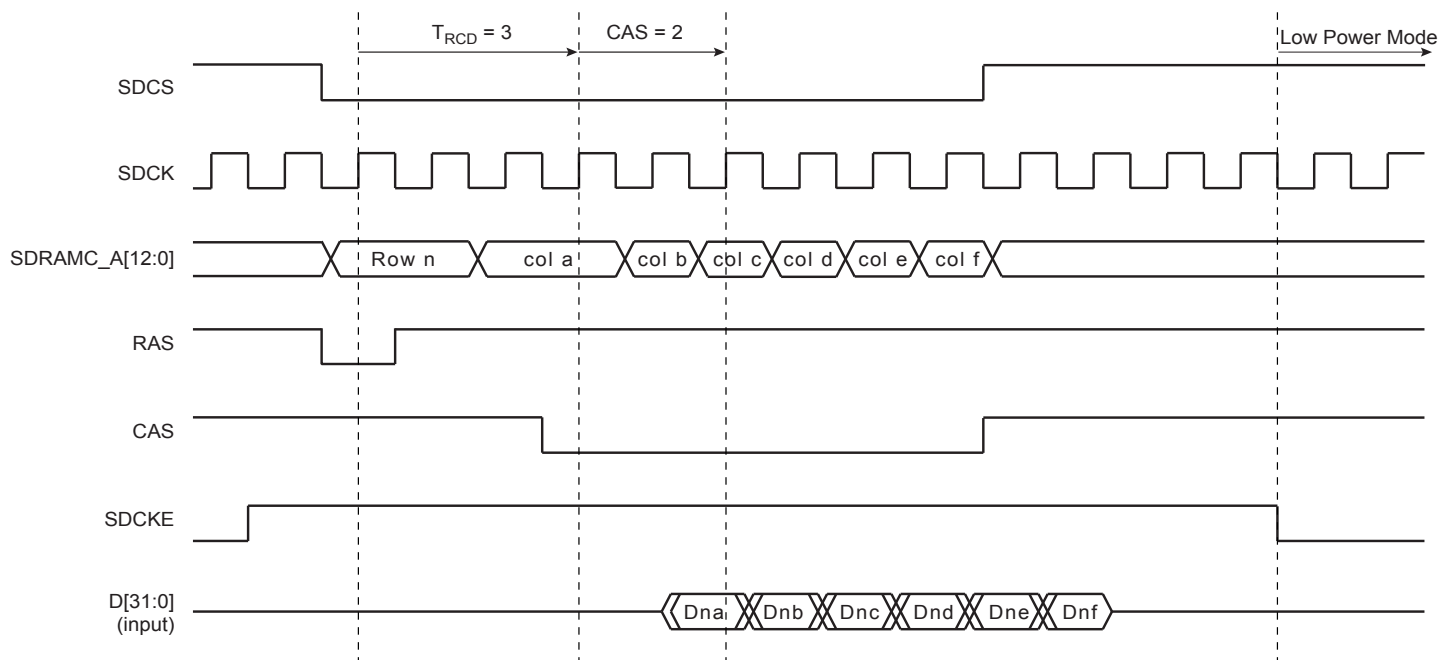 T_RCD = 3
CAS = 2
Low Power Mode
SDCS
SDCK
SDRAMC_A[12:0]
Row n
col a
col b
col c
col d
col e
col f
RAS
CAS
SDCKE
D[31:0]
(input)
Dna
Dnb
Dnc
Dnd
Dne
Dnf